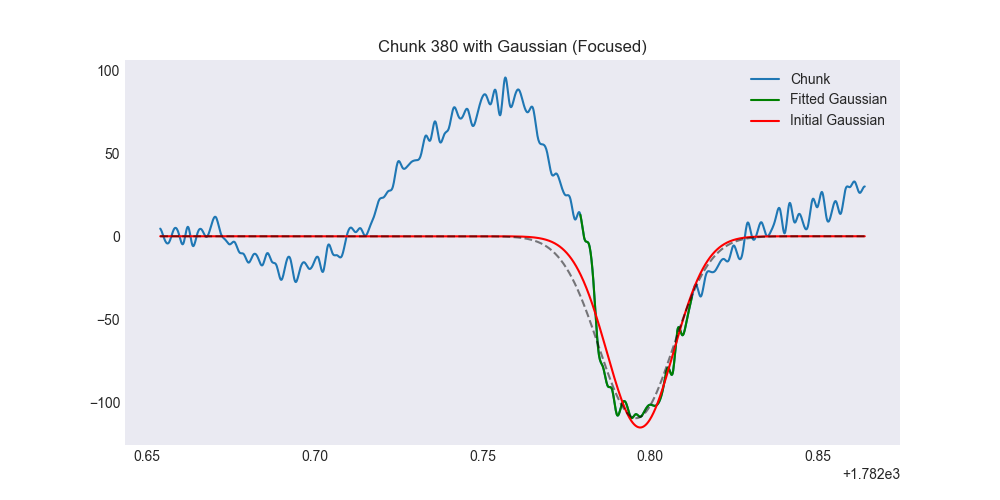 Chunk 380 with Gaussian (Focused)
100
50
0
−50
−100
Chunk
Fitted Gaussian
Initial Gaussian
0.65 0.70 0.75 0.80 0.85
+1.782e3